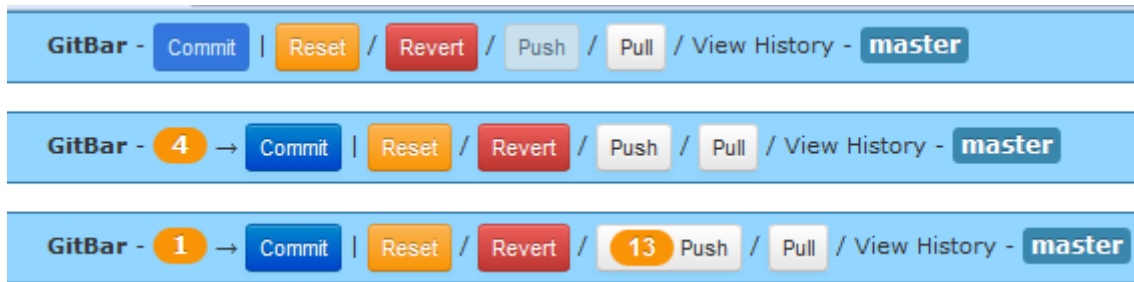 GitBar - Commit | Reset / Revert / Push / Pull / View History - master
GitBar - 4 → Commit | Reset / Revert / Push / Pull / View History - master
GitBar - 1 → Commit | Reset / Revert / 13 Push / Pull / View History - master